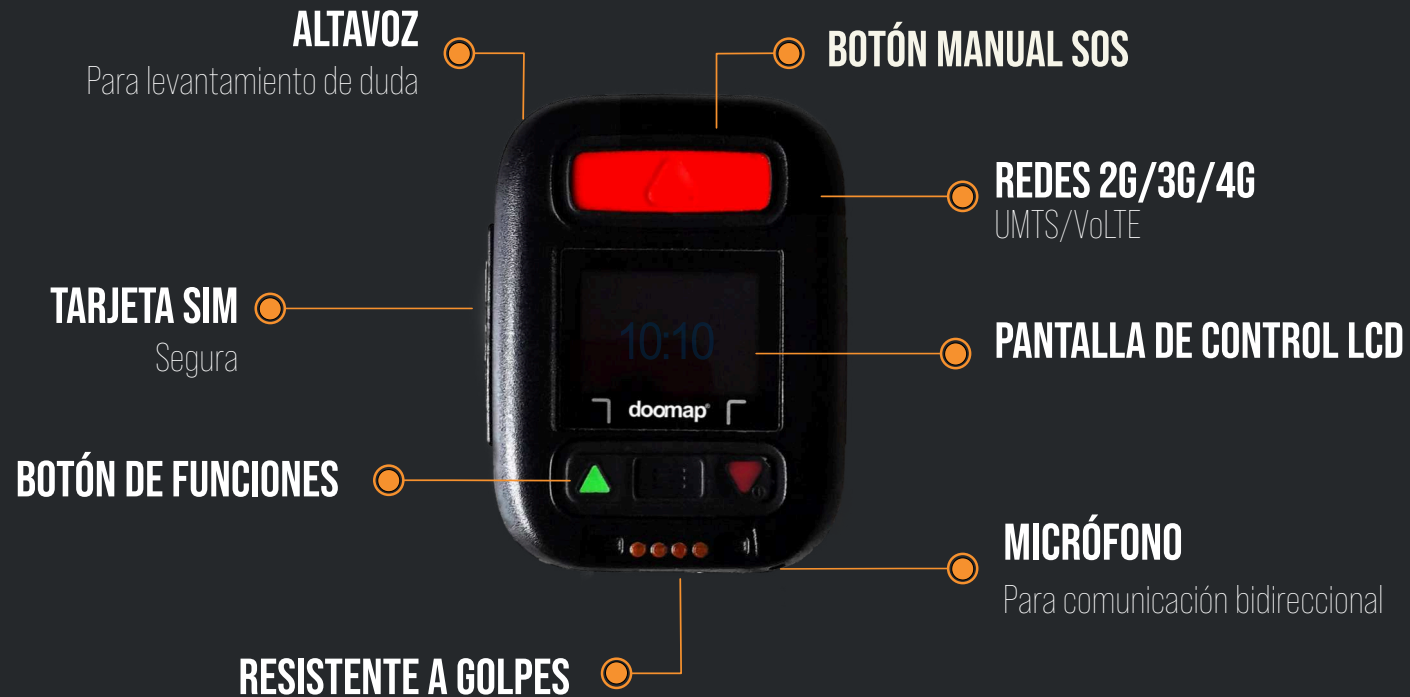 ALTAVOZ
Para levantamiento de duda
BOTÓN MANUAL SOS
REDES 2G/3G/4G
UMTS/VoLTE
TARJETA SIM
Segura
10:10
PANTALLA DE CONTROL LCD
doomap®
BOTÓN DE FUNCIONES
MICRÓFONO
Para comunicación bidireccional
RESISTENTE A GOLPES